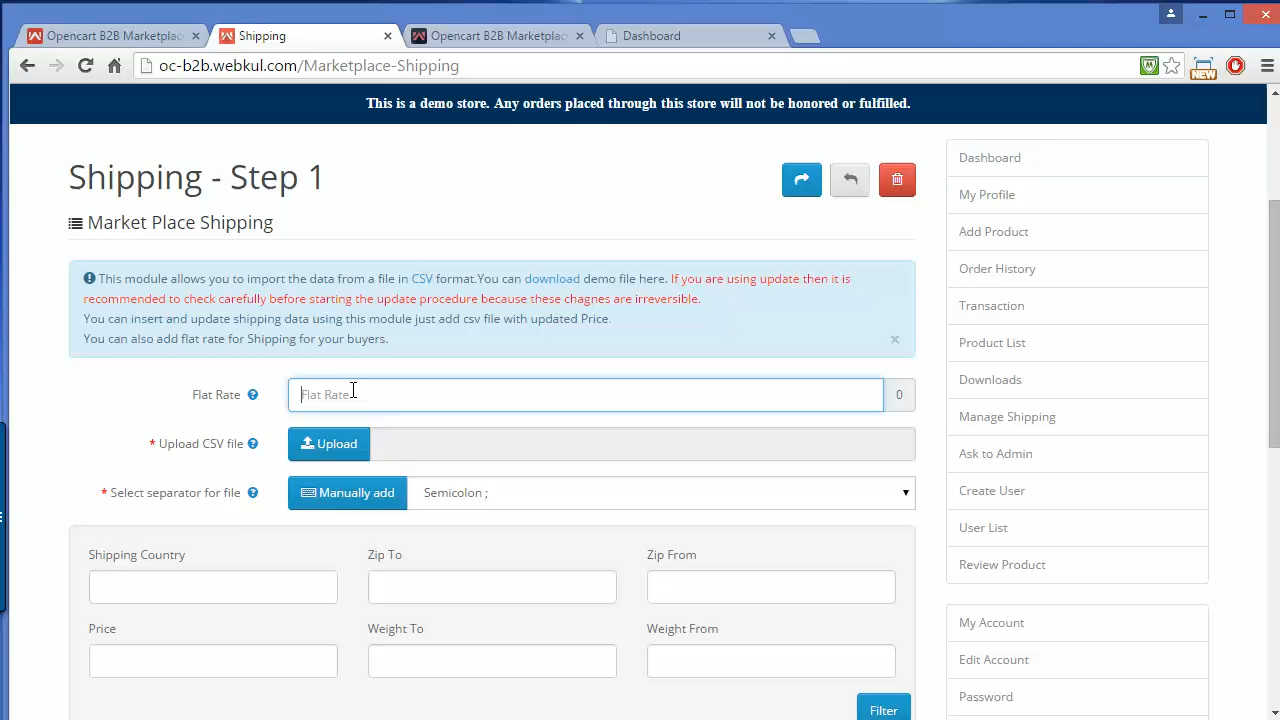 Opencart B2B Marketplac
Shipping
Opencart B2B Marketplac
Dashboard
oc-b2b.webkul.com/Marketplace-Shipping
NEW
This is a demo store. Any orders placed through this store will not be honored or fulfilled.
Shipping - Step 1
Market Place Shipping
This module allows you to import the data from a file in CSV format.You can download demo file here. If you are using update then it is
recommended to check carefully before starting the update procedure because these chagnes are irreversible.
You can insert and update shipping data using this module just add csv file with updated Price.
You can also add flat rate for Shipping for your buyers.
Flat Rate
Flat Rate
0
* Upload CSV file
Upload
* Select separator for file
Manually add
Semicolon ;
Shipping Country
Zip To
Zip From
Price
Weight To
Weight From
Filter
Dashboard
My Profile
Add Product
Order History
Transaction
Product List
Downloads
Manage Shipping
Ask to Admin
Create User
User List
Review Product
My Account
Edit Account
Password